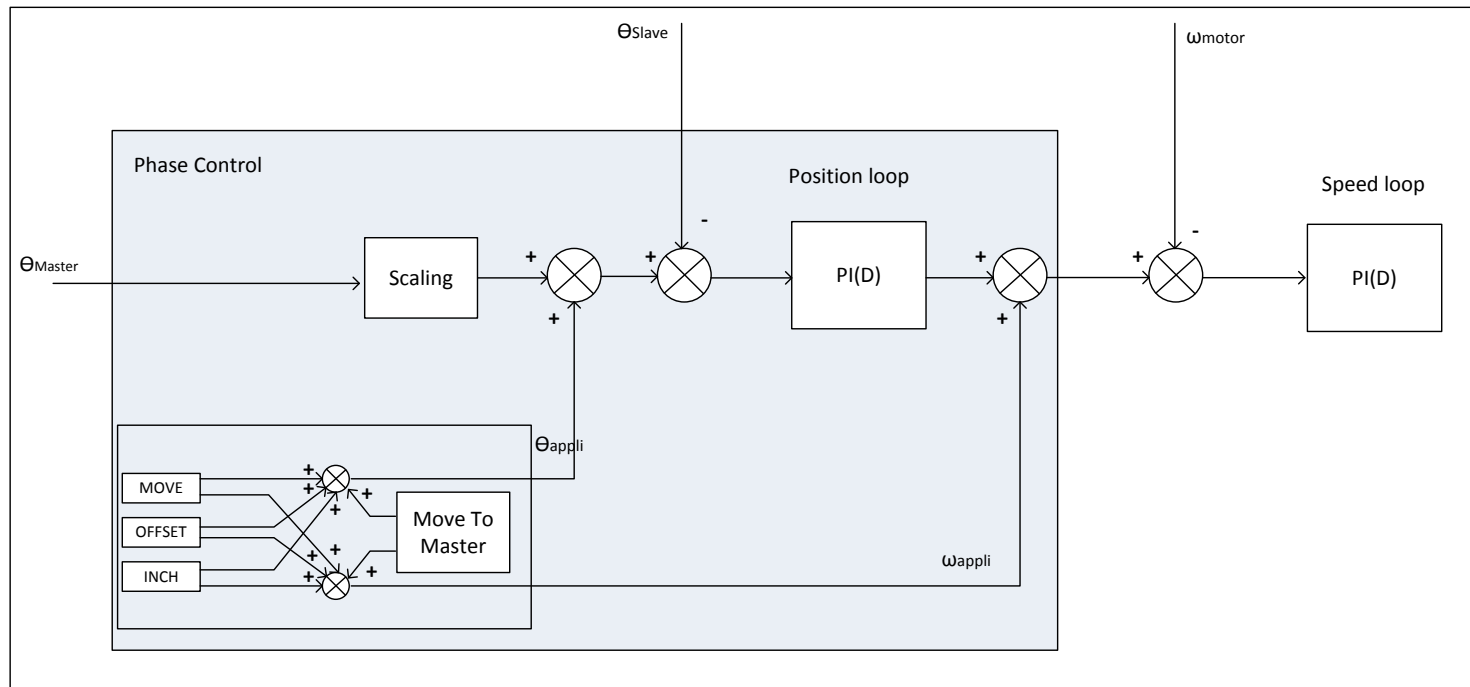 ΘSlave
ωmotor
Phase Control
Position loop
Speed loop
ΘMaster
Scaling
+
+
+
-
PI(D)
+
+
+
-
PI(D)
Θappli
MOVE
OFFSET
INCH
+
+
+
+
Move To
Master
+
+
+
+
ωappli